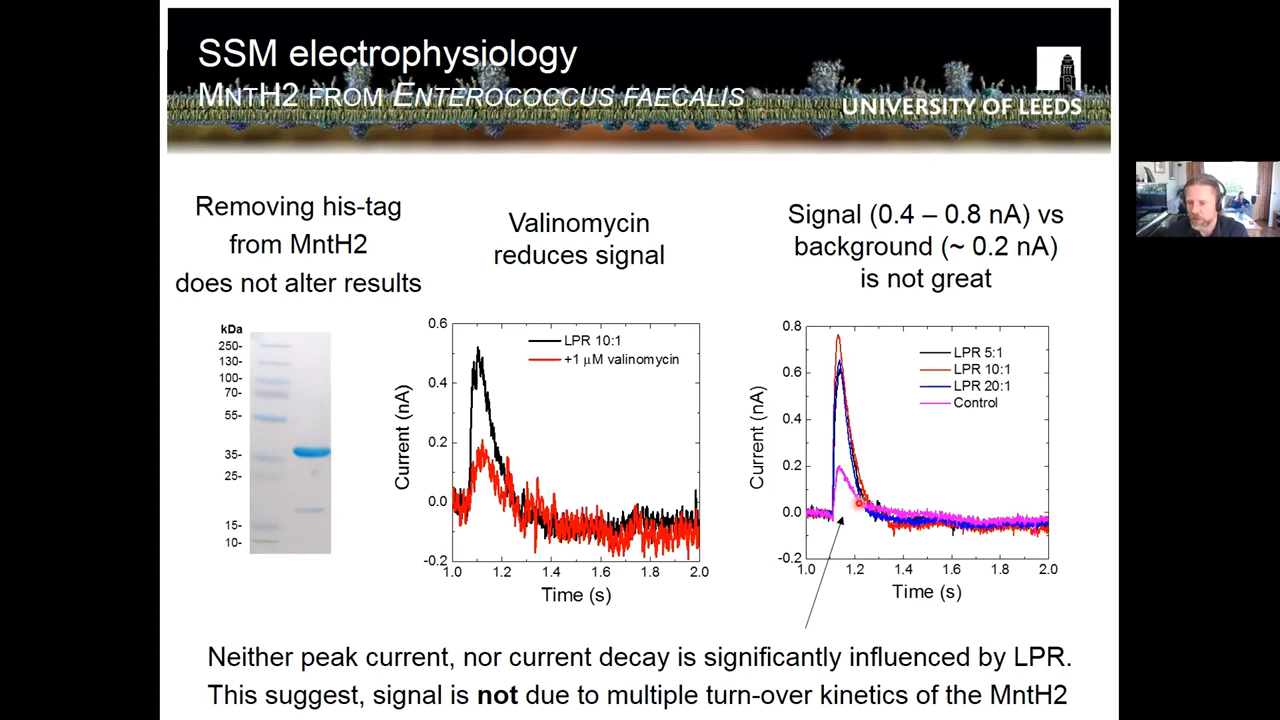 SSM electrophysiology
MNTH2 FROM ENTEROCOCCUS FAECALIS
UNIVERSITY OF LEEDS
Removing his-tag
from MntH2
does not alter results
kDa
250-
130-
100-
70-
55-
35-
25-
15-
10-
Valinomycin
reduces signal
0.6
0.4
0.2
0.0
-0.2
Current (nA)
LPR 10:1
+1 μM valinomycin
1.0 1.2 1.4 1.6 1.8 2.0
Time (s)
Signal (0.4 – 0.8 nA) vs
background (~ 0.2 nA)
is not great
0.8
0.6
0.4
0.2
0.0
-0.2
Current (nA)
LPR 5:1
LPR 10:1
LPR 20:1
Control
1.0 1.2 1.4 1.6 1.8 2.0
Time (s)
Neither peak current, nor current decay is significantly influenced by LPR.
This suggest, signal is not due to multiple turn-over kinetics of the MntH2